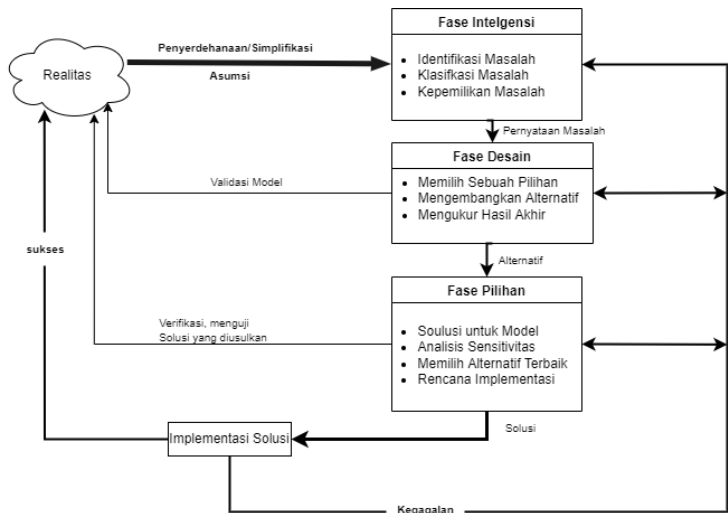 Fase Intelgensi
Penyerdehanaan/Simplifikasi
Realitas
Asumsi
Identifikasi Masalah
Klasifkasi Masalah
Kepemilikan Masalah
Pernyataan Masalah
Fase Desain
Memilih Sebuah Pilihan
Mengembangkan Alternatif
Mengukur Hasil Akhir
Validasi Model
sukses
Alternatif
Fase Pilihan
Verifikasi, menguji
Solusi yang diusulkan
Soulusi untuk Model
Analisis Sensitivitas
Memilih Alternatif Terbaik
Rencana Implementasi
Solusi
Implementasi Solusi
Kegagalan